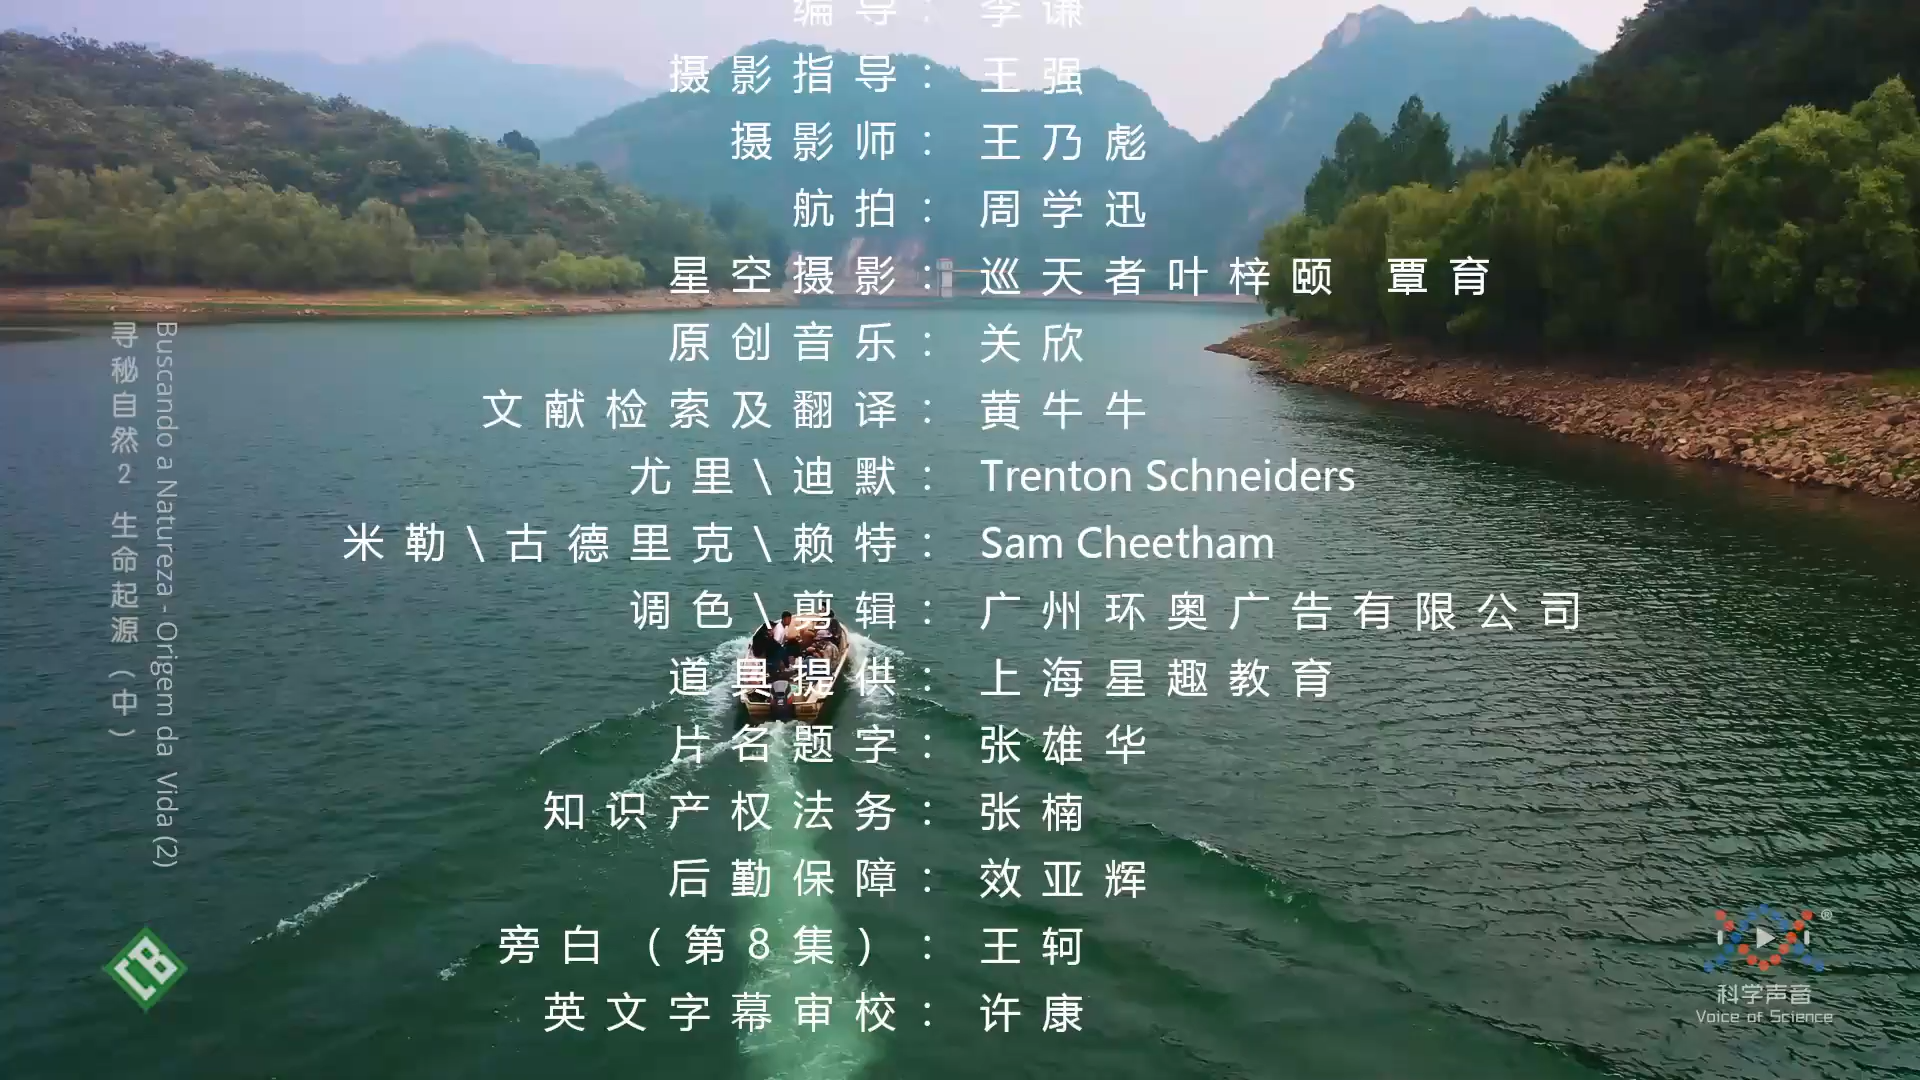 编导：李谦
摄影指导：王强
摄影师：王乃彪
航拍：周学迅
星空摄影：巡天者叶梓颐 覃育
原创音乐：关欣
文献检索及翻译：黄牛牛
尤里\迪默：Trenton Schneiders
米勒\古德里克\赖特：Sam Cheetham
调色\剪辑：广州环奥广告有限公司
道具提供：上海星趣教育
片名题字：张雄华
知识产权法务：张楠
后勤保障：效亚辉
旁白（第8集）：王轲
英文字幕审校：许康
寻秘自然2 生命起源（中）
Buscando a Natureza - Origem da Vida (2)
CB
科学声音
Voice of Science
®